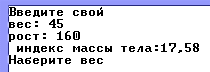 Введите свой
вес: 45
рост: 160
индекс массы тела:17,58
Наберите вес